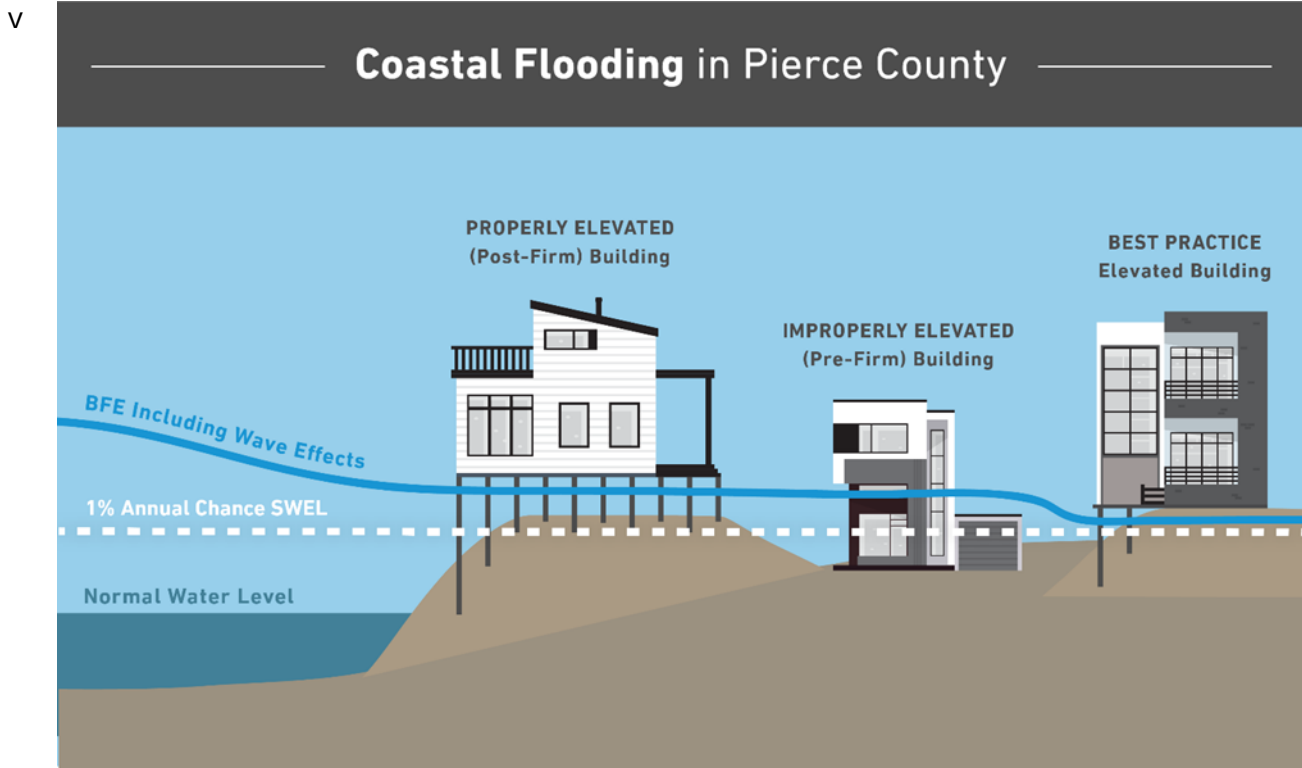 v
Coastal Flooding in Pierce County
PROPERLY ELEVATED
(Post-Firm) Building
BEST PRACTICE
Elevated Building
IMPROPERLY ELEVATED
(Pre-Firm) Building
BFE Including Wave Effects
1% Annual Chance SWEL
Normal Water Level